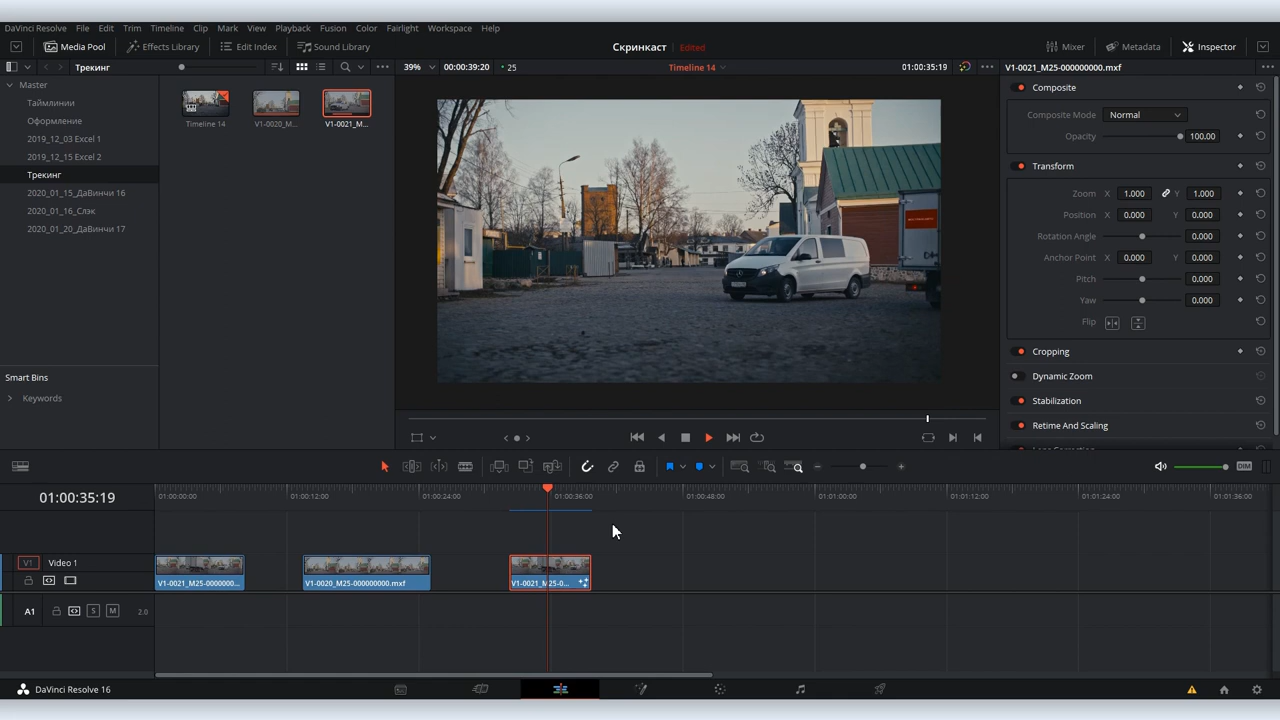 DaVinci Resolve File Edit Trim Timeline Clip Mark View Playback Fusion Color Fairlight Workspace Help
Media Pool Effects Library Edit Index Sound Library Скринкаст Edited Mixer Metadata Inspector
Трекинг 39% 00:00:39:20 25 Timeline 14 01:00:35:19 V1-0021_M25-000000000.mxf
Master
Таймлинии
Оформление
2019_12_03 Excel 1
2019_12_15 Excel 2
Трекинг
2020_01_15_ДаВинчи 16
2020_01_16_Слэк
2020_01_20_ДаВинчи 17
Smart Bins
Keywords
Timeline 14 V1-0020_M... V1-0021_M...
Composite
Composite Mode Normal
Opacity 100.00
Transform
Zoom X 1.000 Y 1.000
Position X 0.000 Y 0.000
Rotation Angle 0.000
Anchor Point X 0.000 Y 0.000
Pitch 0.000
Yaw 0.000
Flip
Cropping
Dynamic Zoom
Stabilization
Retime And Scaling
DIM
01:00:35:19 01:00:00:00 01:00:12:00 01:00:24:00 01:00:36:00 01:00:48:00 01:01:00:00 01:01:12:00 01:01:24:00 01:01:36:00
V1 Video 1
V1-0021_M25-0000000... V1-0020_M25-000000000.mxf V1-0021_M25-0...
A1 S M 2.0
DaVinci Resolve 16